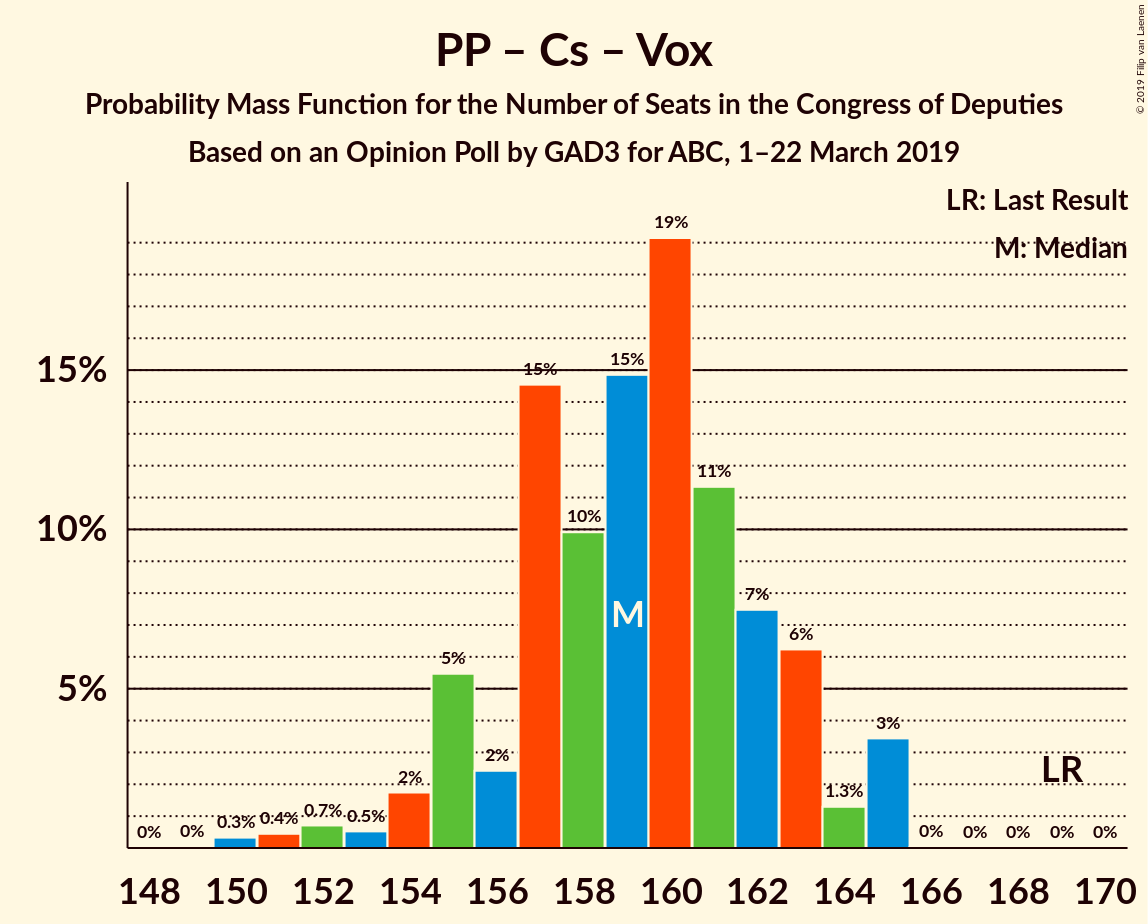 PP – Cs – Vox
Probability Mass Function for the Number of Seats in the Congress of Deputies
Based on an Opinion Poll by GAD3 for ABC, 1–22 March 2019
© 2019 Filip van Laenen
LR: Last Result
M: Median
19%
15%
15%
15%
11%
10%
10%
7%
M
6%
5%
5%
3%
2%
LR
2%
1.3%
0% 0% 0.3% 0.4% 0.7% 0.5% 0% 0% 0% 0% 0%
148 150 152 154 156 158 160 162 164 166 168 170